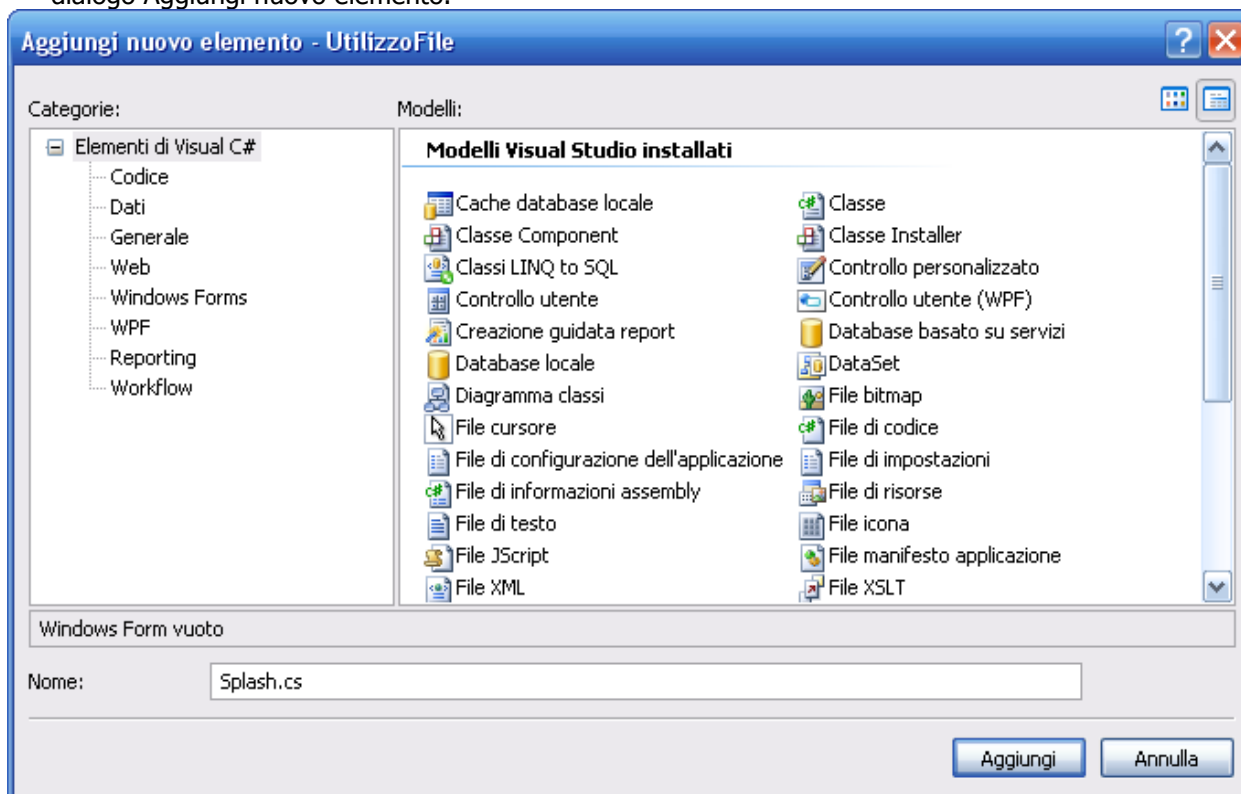 dialogo Aggiungi nuovo elemento.
Aggiungi nuovo elemento - UtilizzoFile
Categorie:
Modelli:
Elementi di Visual C#
Codice
Dati
Generale
Web
Windows Forms
WPF
Reporting
Workflow
Modelli Visual Studio installati
Cache database locale
Classe
Classe Component
Classe Installer
Classi LINQ to SQL
Controllo personalizzato
Controllo utente
Controllo utente (WPF)
Creazione guidata report
Database basato su servizi
Database locale
DataSet
Diagramma classi
File bitmap
File cursore
File di codice
File di configurazione dell'applicazione
File di impostazioni
File di informazioni assembly
File di risorse
File di testo
File icona
File JScript
File manifesto applicazione
File XML
File XSLT
Windows Form vuoto
Nome:
Splash.cs
Aggiungi
Annulla